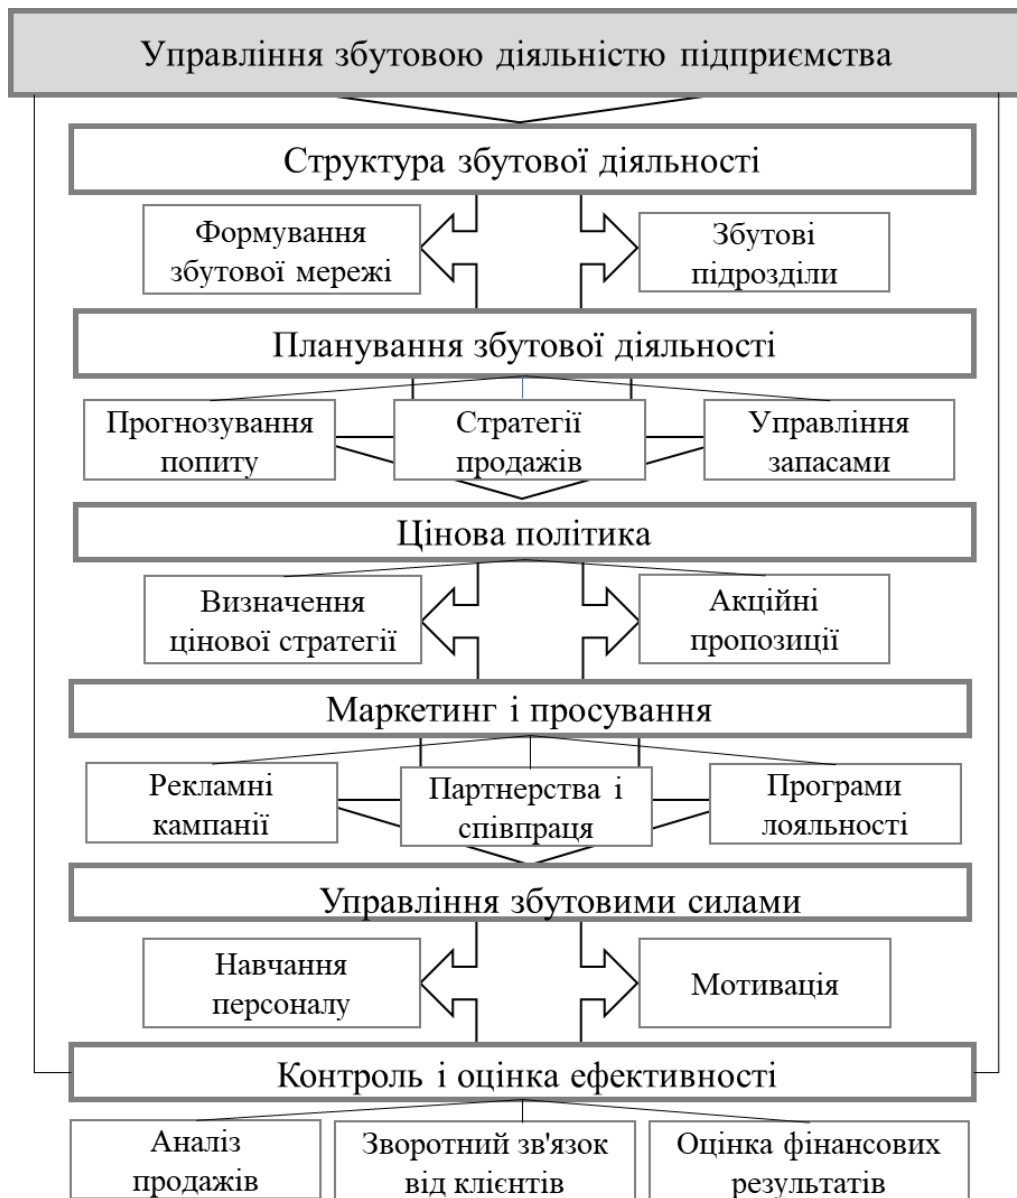 Управління збутовою діяльністю підприємства
Структура збутової діяльності
Формування
збутової мережі
Збутові
підрозділи
Планування збутової діяльності
Прогнозування
попиту
Стратегії
продажів
Управління
запасами
Цінова політика
Визначення
цінової стратегії
Акційні
пропозиції
Маркетинг і просування
Рекламні
кампанії
Партнерства і
співпраця
Програми
лояльності
Управління збутовими силами
Навчання
персоналу
Мотивація
Контроль і оцінка ефективності
Аналіз
продажів
Зворотний зв'язок
від клієнтів
Оцінка фінансових
результатів